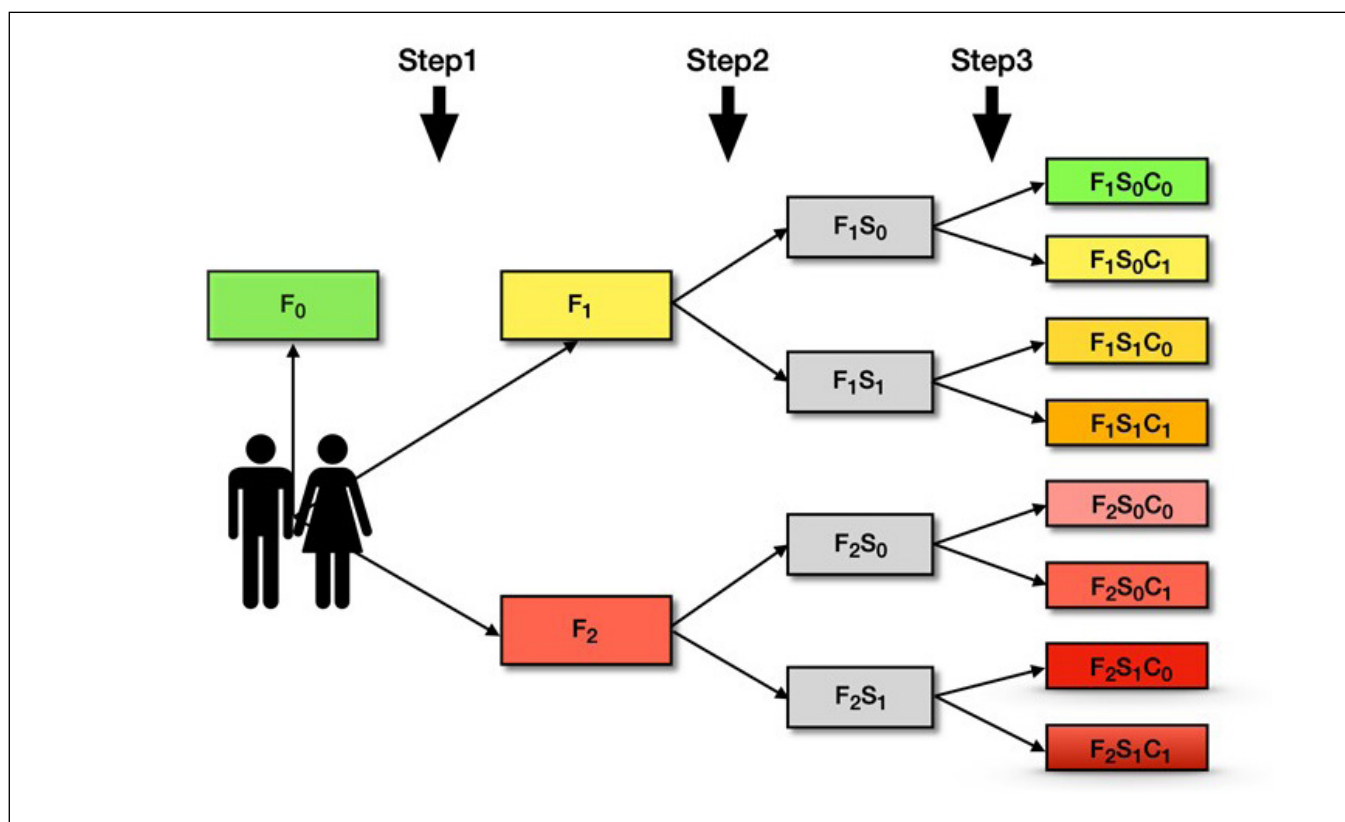 Step1 Step2 Step3
F₁S₀C₀
F₁S₀
F₁S₀C₁
F₀ F₁
F₁S₁C₀
F₁S₁
F₁S₁C₁
F₂S₀C₀
F₂S₀
F₂S₀C₁
F₂
F₂S₁C₀
F₂S₁
F₂S₁C₁